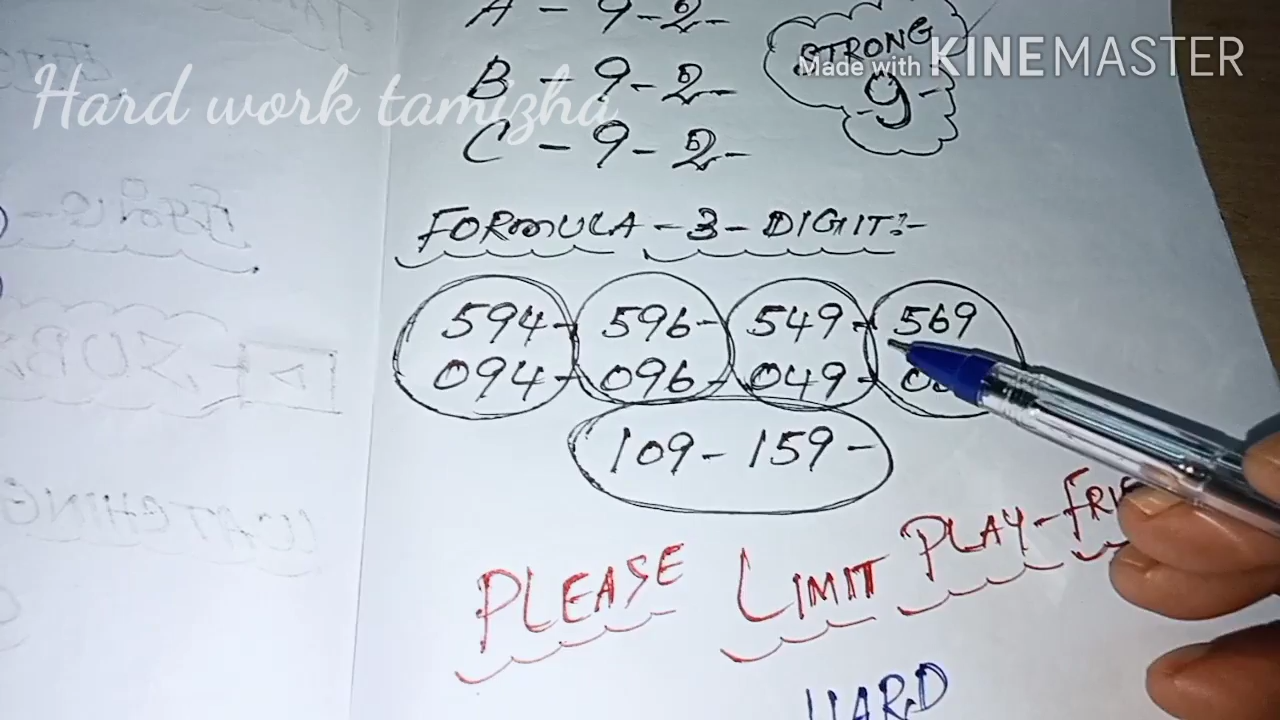 A - 9 - 2 -
STRONG
Made with KINEMASTER
B - 9 - 2 -
9 -
Hard work tamizha
C - 9 - 2 -
FORMULA - 3 - DIGIT:-
594 - 596 - 549 - 569
094 - 096 - 049 -
109 - 159 -
PLEASE LIMIT PLAY -
HARD